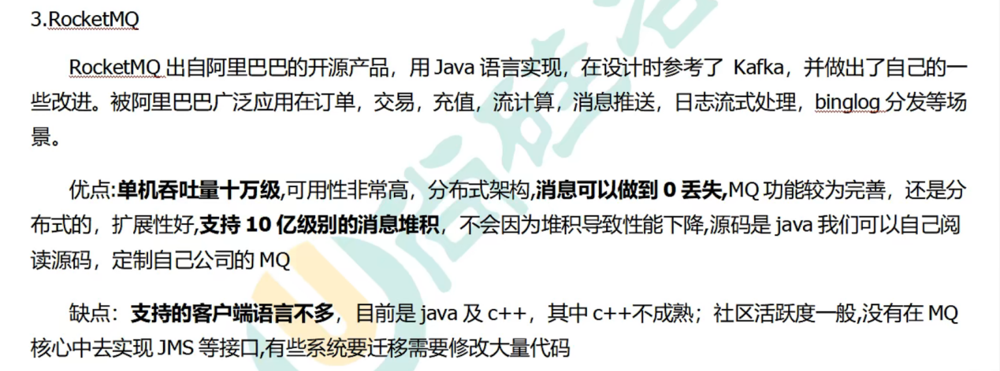 3.RocketMQ
RocketMQ 出自阿里巴巴的开源产品，用 Java 语言实现，在设计时参考了 Kafka，并做出了自己的一
些改进。被阿里巴巴广泛应用在订单，交易，充值，流计算，消息推送，日志流式处理，binglog 分发等场
景。
优点:单机吞吐量十万级,可用性非常高，分布式架构,消息可以做到 0 丢失,MQ 功能较为完善，还是分
布式的，扩展性好,支持 10 亿级别的消息堆积，不会因为堆积导致性能下降,源码是 java 我们可以自己阅
读源码，定制自己公司的 MQ
缺点：支持的客户端语言不多，目前是 java 及 c++，其中 c++不成熟；社区活跃度一般,没有在 MQ
核心中去实现 JMS 等接口,有些系统要迁移需要修改大量代码
尚硅谷